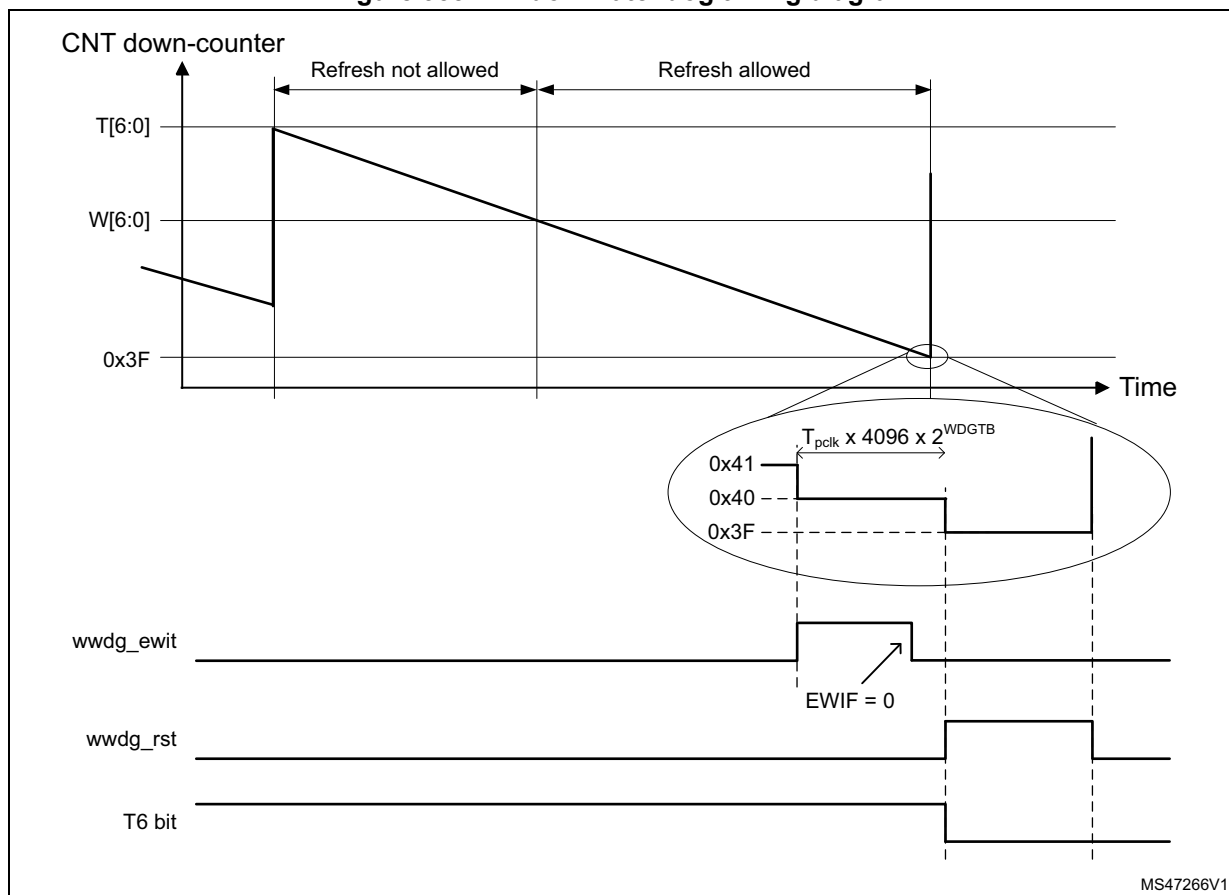 CNT down-counter
Refresh not allowed
Refresh allowed
T[6:0]
W[6:0]
0x3F
Time
Tpclk x 4096 x 2^WDGTB
0x41
0x40
0x3F
wwdg_ewit
EWIF = 0
wwdg_rst
T6 bit
MS47266V1